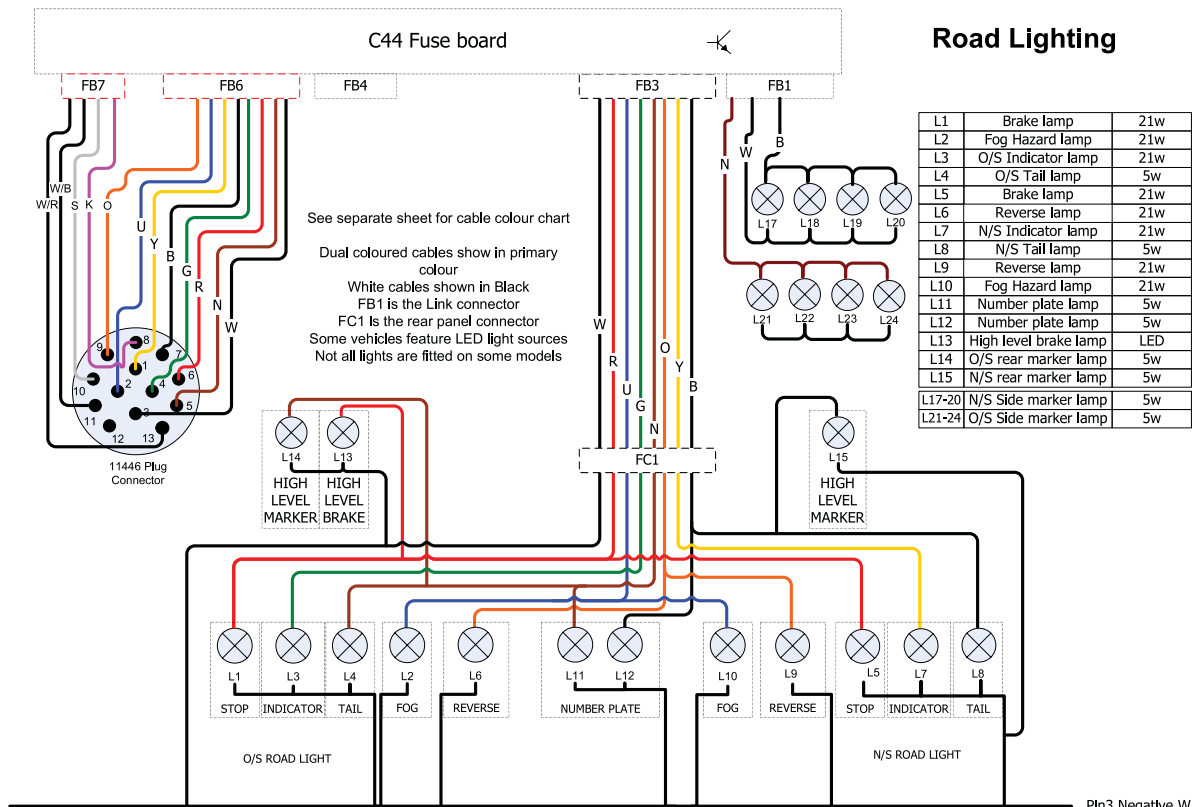 C44 Fuse board
Road Lighting
FB7
FB6
FB4
FB3
FB1
L1 Brake lamp 21w
L2 Fog Hazard lamp 21w
L3 O/S Indicator lamp 21w
L4 O/S Tail lamp 5w
L5 Brake lamp 21w
L6 Reverse lamp 21w
L7 N/S Indicator lamp 21w
L8 N/S Tail lamp 5w
L9 Reverse lamp 21w
L10 Fog Hazard lamp 21w
L11 Number plate lamp 5w
L12 Number plate lamp 5w
L13 High level brake lamp LED
L14 O/S rear marker lamp 5w
L15 N/S rear marker lamp 5w
L17-20 N/S Side marker lamp 5w
L21-24 O/S Side marker lamp 5w
W/B
W/R S K O
U
Y
B
G
R
N
W
See separate sheet for cable colour chart
Dual coloured cables show in primary
colour
White cables shown in Black
FB1 is the Link connector
FC1 Is the rear panel connector
Some vehicles feature LED light sources
Not all lights are fitted on some models
W
R
U
G
N
O
Y
B
N
W
B
L17 L18 L19 L20
L21 L22 L23 L24
9
8
7
1
6
10
2
4
5
11
3
12
13
11446 Plug
Connector
FC1
L14
HIGH
LEVEL
MARKER
L13
HIGH
LEVEL
BRAKE
L15
HIGH
LEVEL
MARKER
L1 L3 L4 L2 L6 L11 L12 L10 L9 L5 L7 L8
STOP INDICATOR TAIL FOG REVERSE NUMBER PLATE FOG REVERSE STOP INDICATOR TAIL
O/S ROAD LIGHT
N/S ROAD LIGHT
Pin3 Negative W